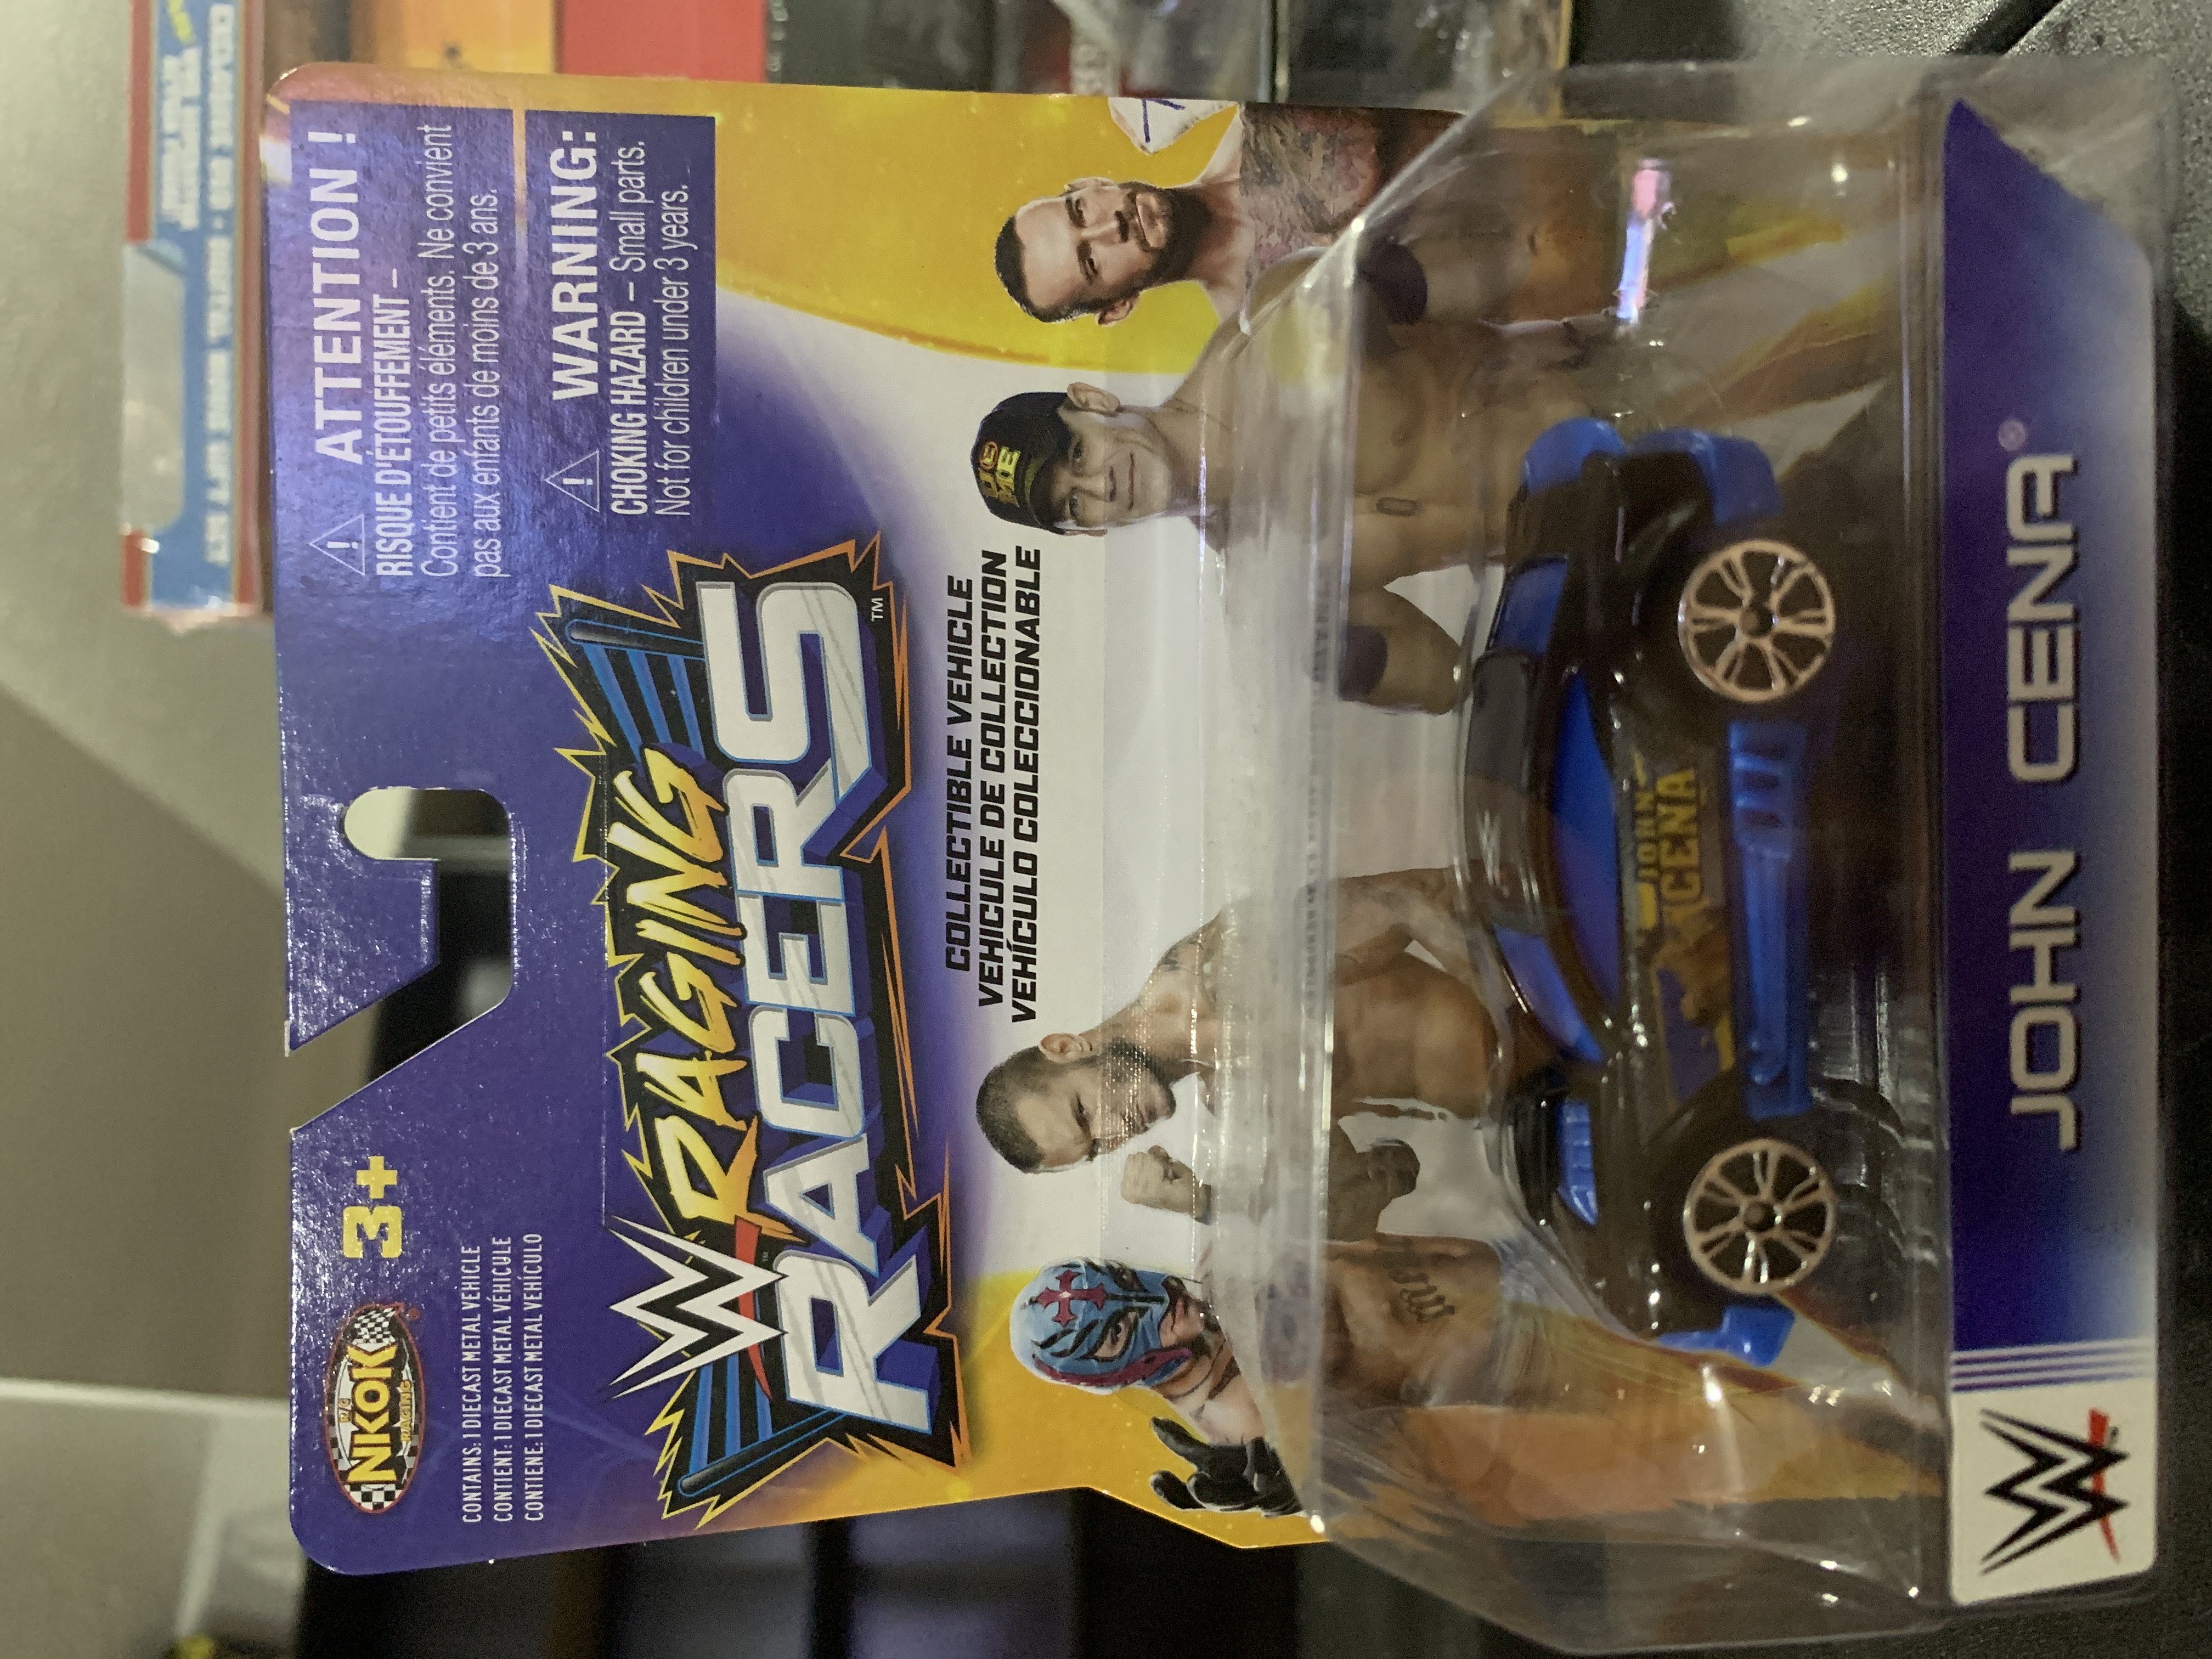 NKOK
RACING
3+
CONTAINS: 1 DIECAST METAL VEHICLE
CONTIENT: 1 DIECAST METAL VÉHICULE
CONTIENE: 1 DIECAST METAL VEHÍCULO
ATTENTION !
RISQUE D'ÉTOUFFEMENT –
Contient de petits éléments. Ne convient
pas aux enfants de moins de 3 ans.
WARNING:
CHOKING HAZARD – Small parts.
Not for children under 3 years.
W
RAGING
RACERS™
COLLECTIBLE VEHICLE
VÉHICULE DE COLLECTION
VEHÍCULO COLECCIONABLE
JOHN
CENA
W
JOHN CENA®